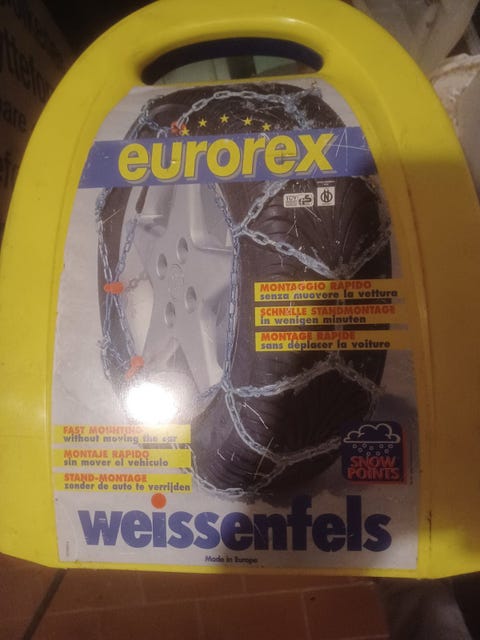 eurorex
TÜV
GS
MONTAGGIO RAPIDO
senza muovere la vettura
SCHNELLE STANDMONTAGE
in wenigen minuten
MONTAGE RAPIDE
sans déplacer la voiture
FAST MOUNTING
without moving the car
MONTAJE RAPIDO
sin mover el vehiculo
STAND-MONTAGE
zonder de auto te verrijden
SNOW
POINTS
weissenfels
Made in Europe